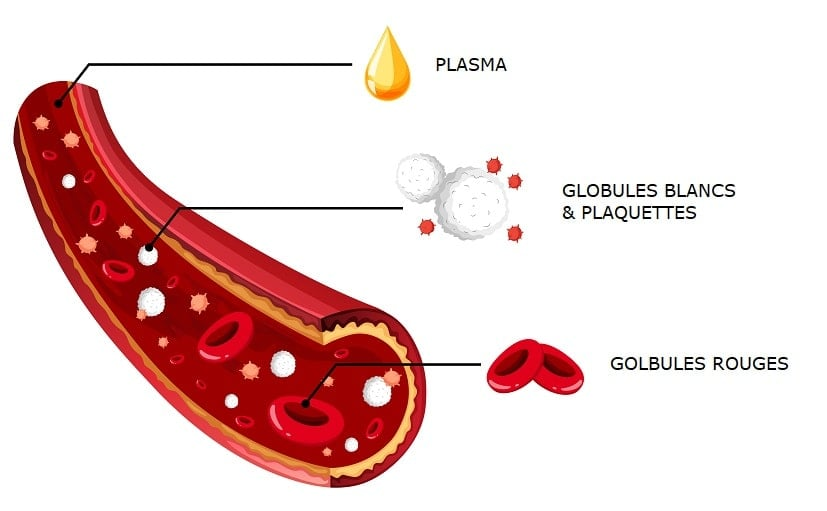 PLASMA
GLOBULES BLANCS
& PLAQUETTES
GOLBULES ROUGES